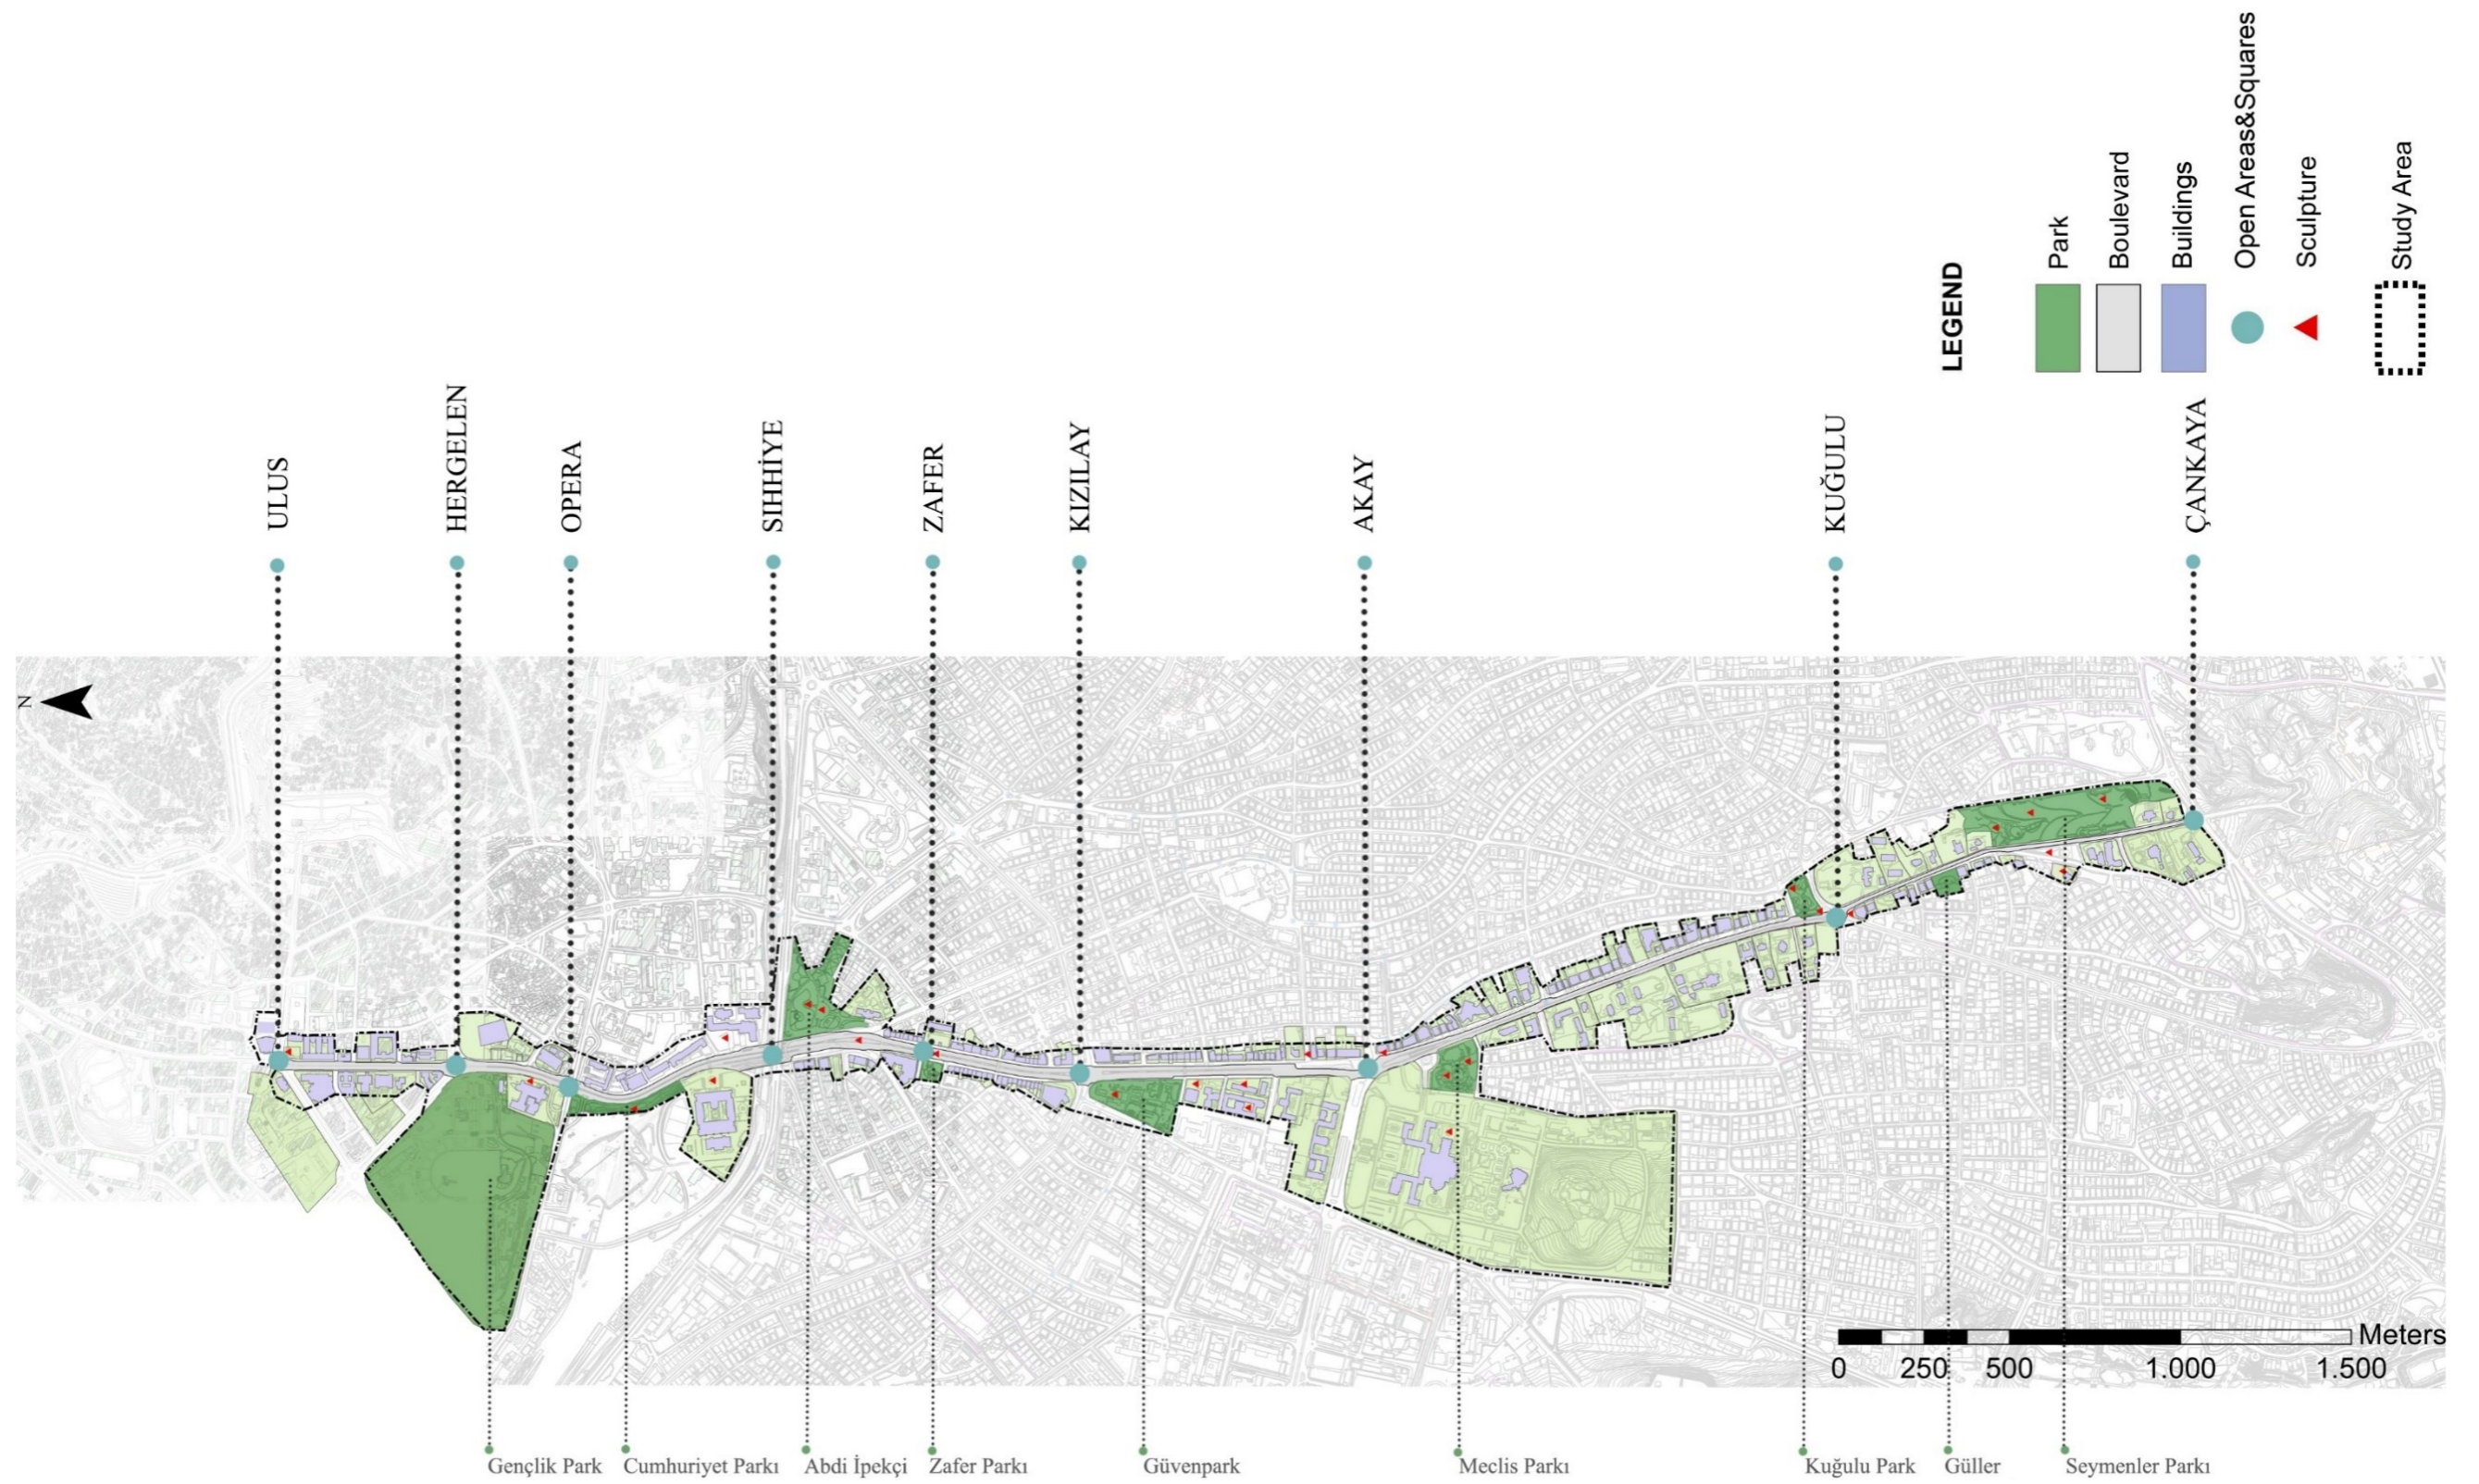 LEGEND
Park
Boulevard
Buildings
Open Areas&Squares
Sculpture
Study Area
ULUS
HERGELEN
OPERA
SIHHİYE
ZAFER
KIZILAY
AKAY
KUĞULU
ÇANKAYA
N
Meters
0 250 500 1.000 1.500
Gençlik Park
Cumhuriyet Parkı
Abdi İpekçi
Zafer Parkı
Güvenpark
Meclis Parkı
Kuğulu Park
Güller
Seymenler Parkı